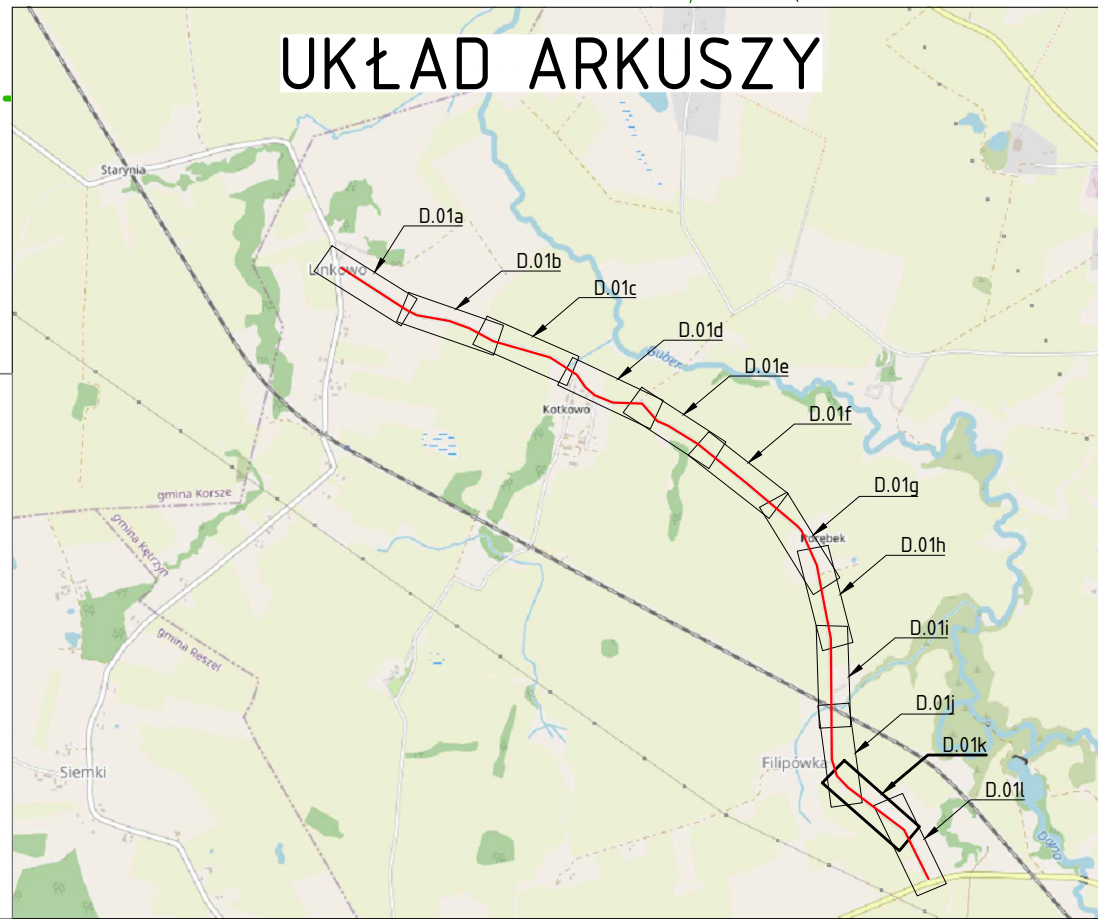 UKŁAD ARKUSZY
Starynia
D.01a
D.01b
Linkowo
D.01c
D.01d
Guber
D.01e
Kotkowo
D.01f
D.01g
gmina Korsze
gmina Kętrzyn
Porębek
D.01h
D.01i
gmina Reszel
D.01j
D.01k
Filipówka
Siemki
D.01l
Dajna